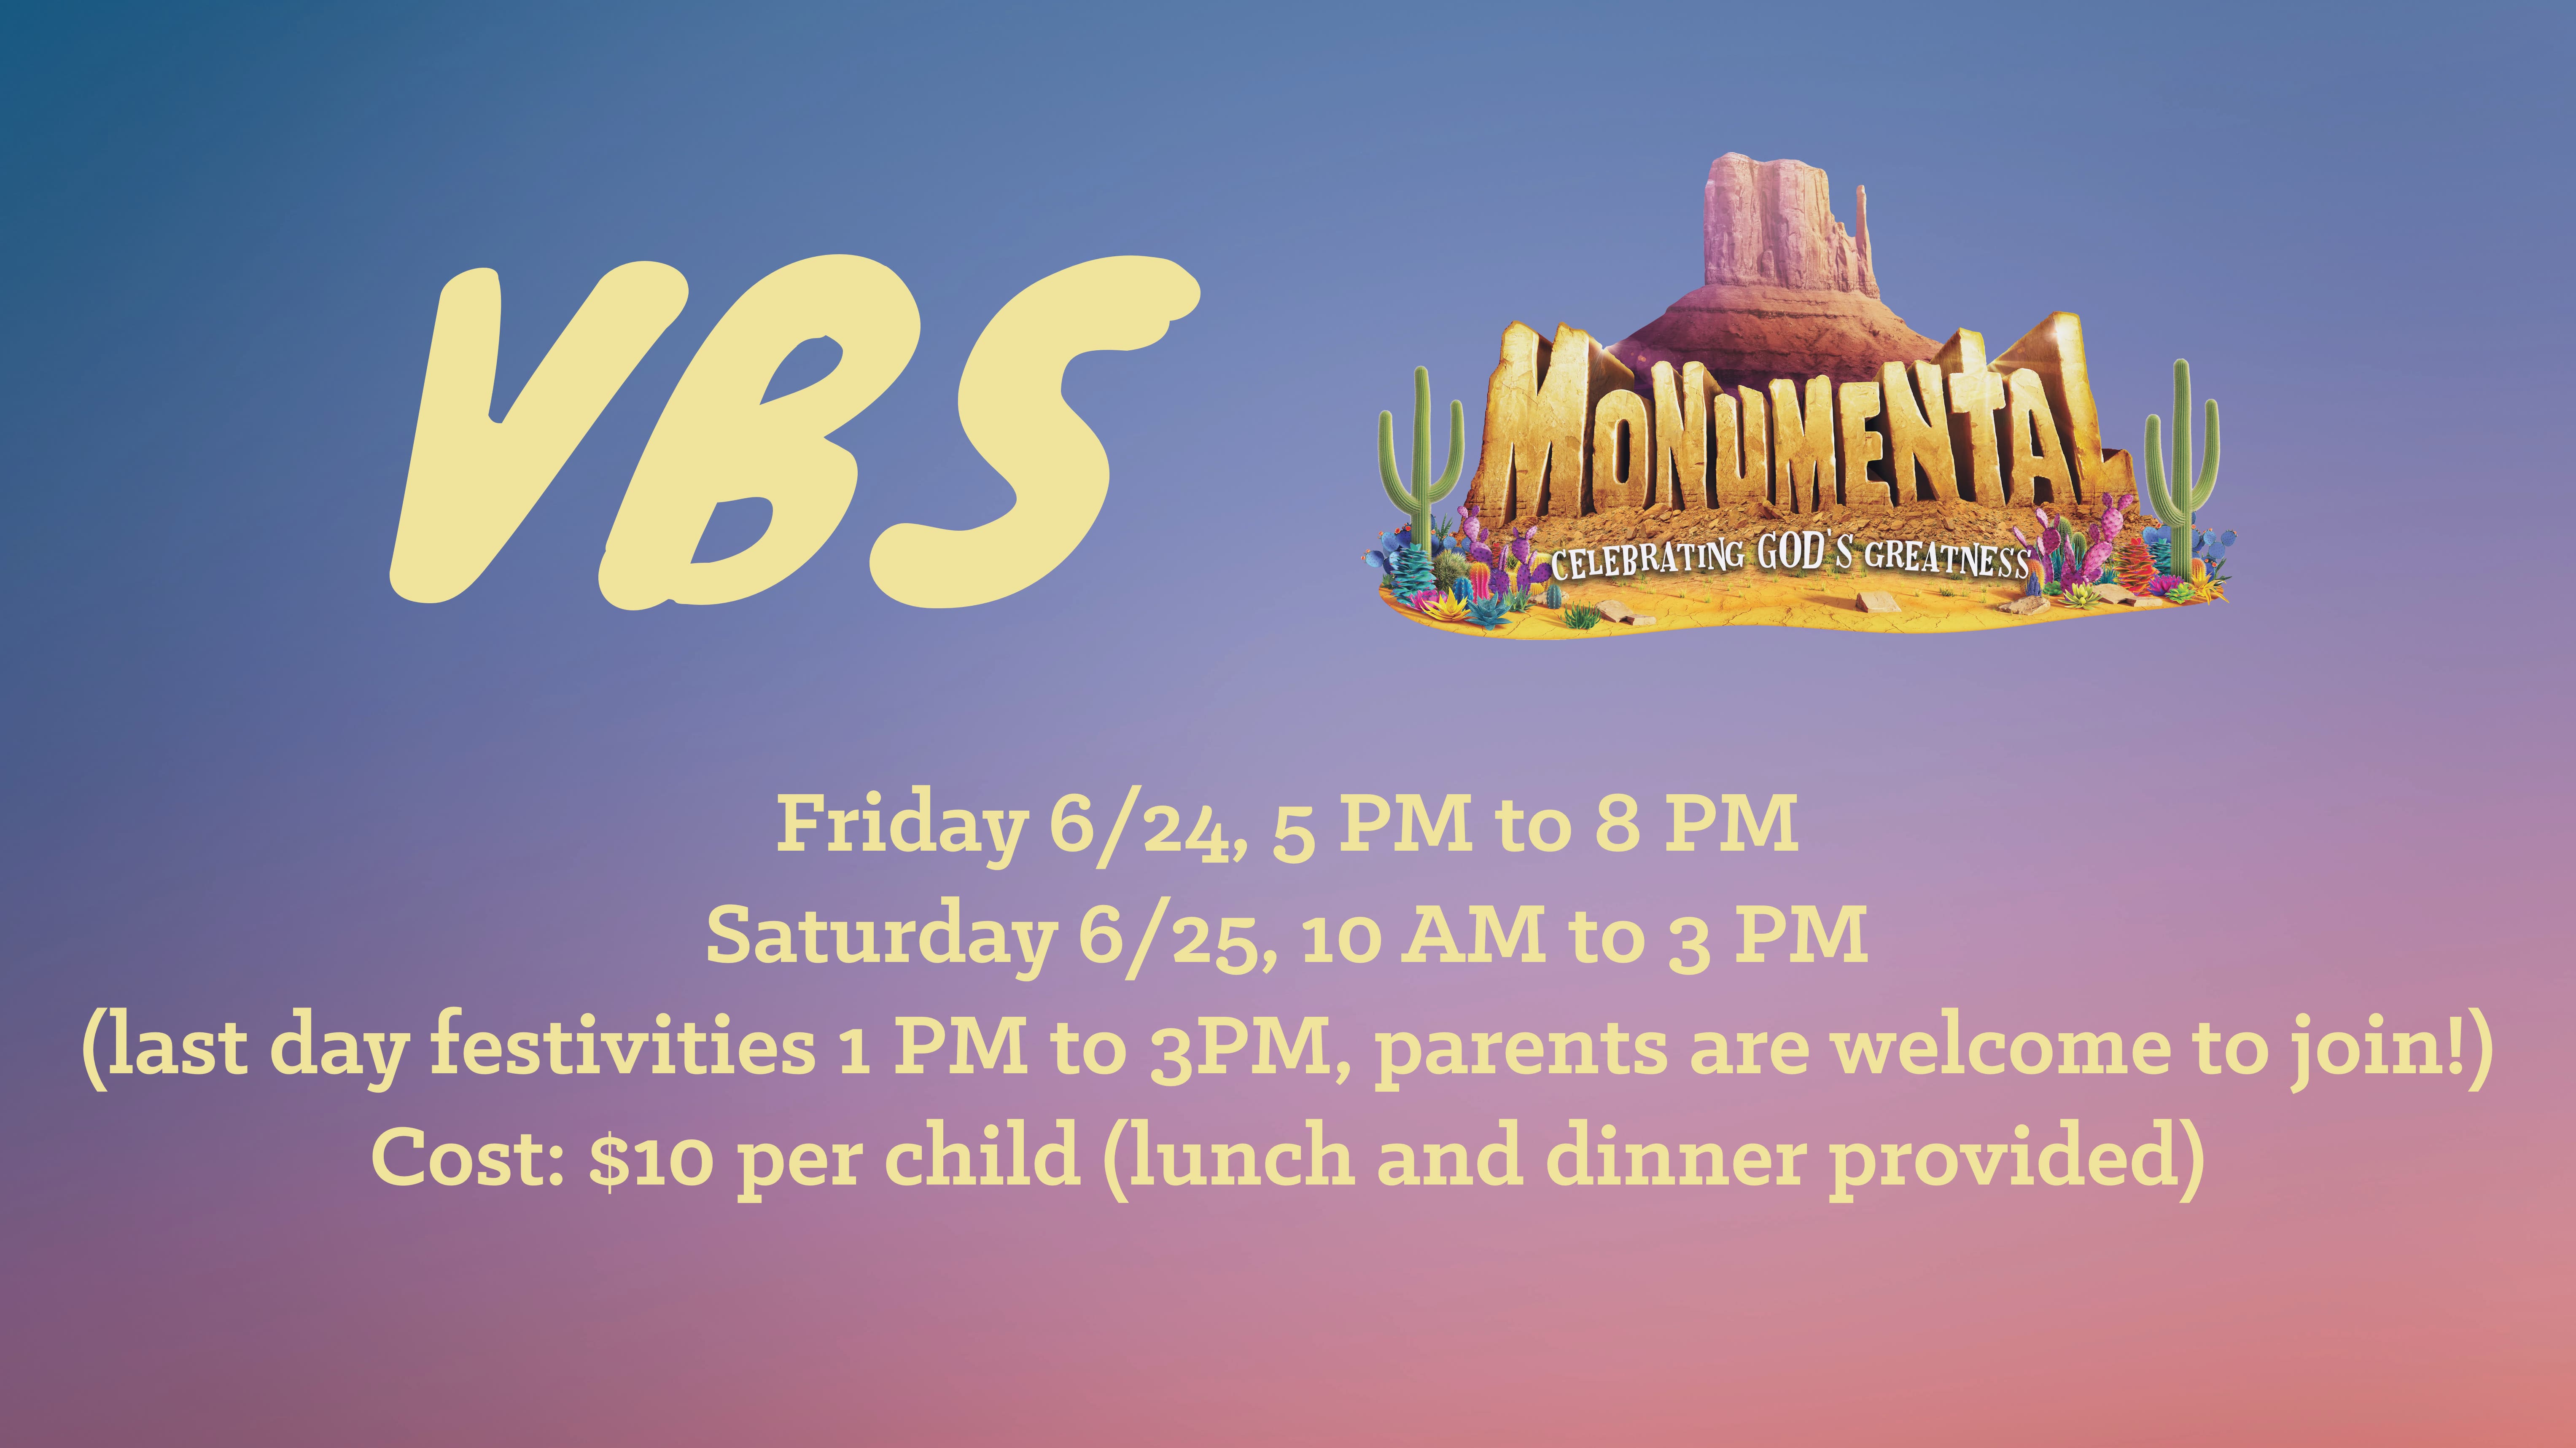 VBS
MONUMENTAL
CELEBRATING GOD'S GREATNESS
Friday 6/24, 5 PM to 8 PM
Saturday 6/25, 10 AM to 3 PM
(last day festivities 1 PM to 3PM, parents are welcome to join!)
Cost: $10 per child (lunch and dinner provided)